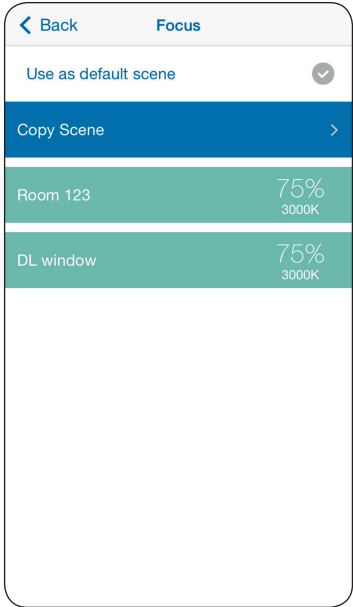 Back Focus
Use as default scene
Copy Scene
Room 123 75%
3000K
DL window 75%
3000K